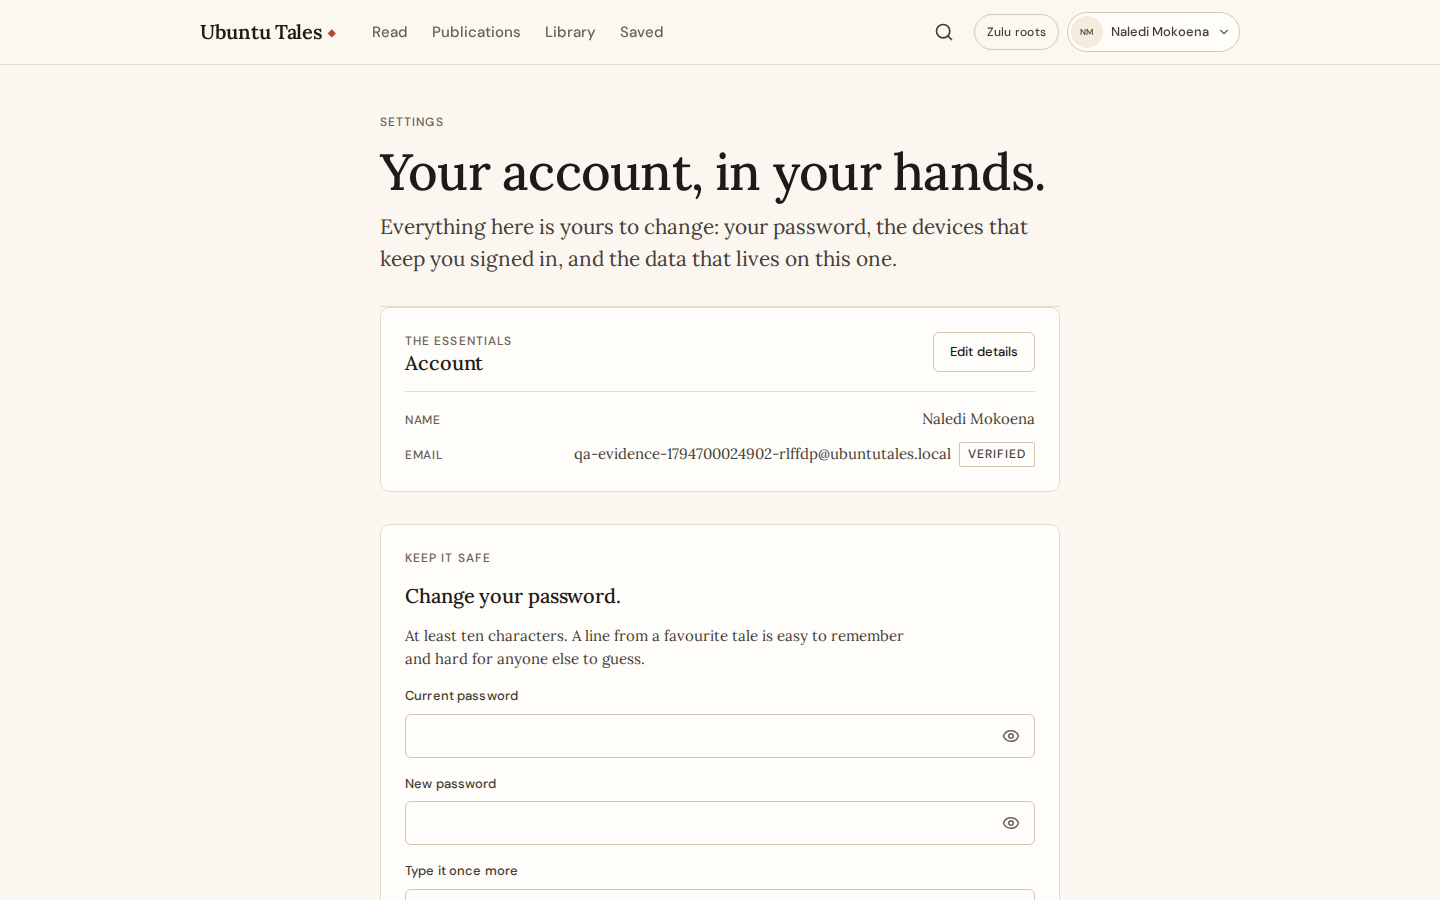 Ubuntu Tales
Read
Publications
Library
Saved
Zulu roots
NM
Naledi Mokoena
SETTINGS
Your account, in your hands.
Everything here is yours to change: your password, the devices that
keep you signed in, and the data that lives on this one.
THE ESSENTIALS
Account
Edit details
NAME
Naledi Mokoena
EMAIL
qa-evidence-1794700024902-rlffdp@ubuntutales.local
VERIFIED
KEEP IT SAFE
Change your password.
At least ten characters. A line from a favourite tale is easy to remember
and hard for anyone else to guess.
Current password
New password
Type it once more